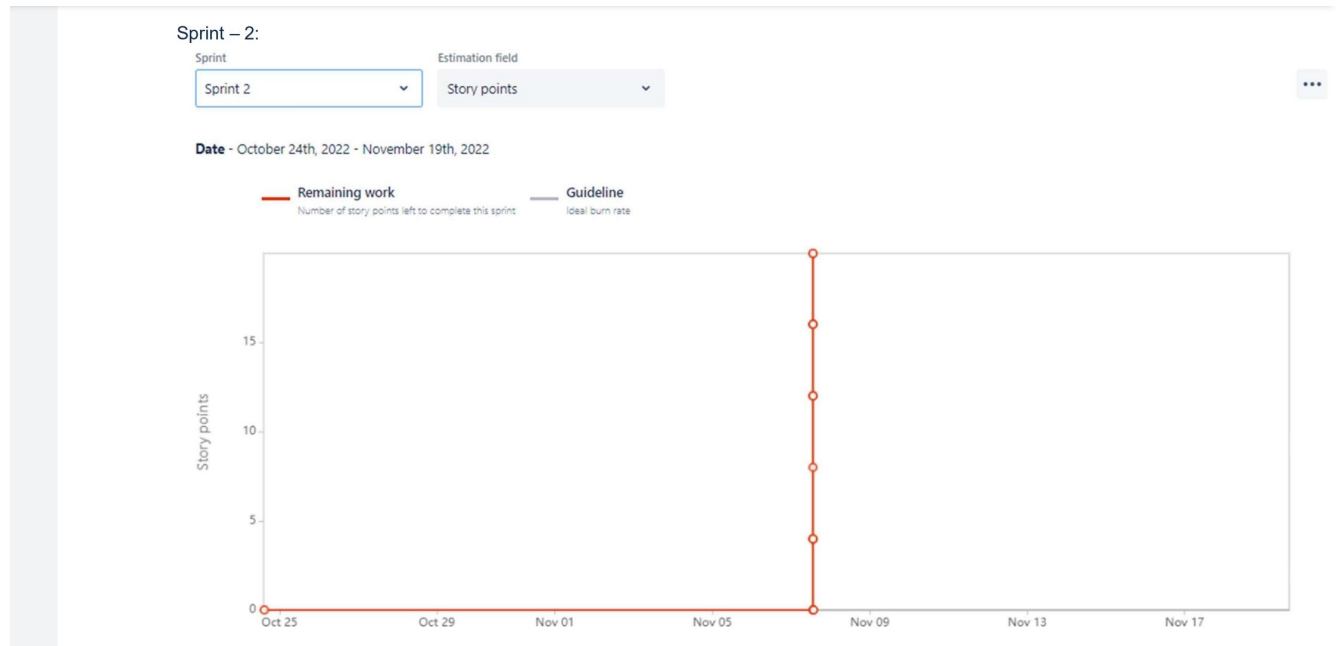 Sprint – 2:
Sprint Estimation field
Sprint 2 Story points
Date - October 24th, 2022 - November 19th, 2022
Remaining work Guideline
Number of story points left to complete this sprint Ideal burn rate
15
10
Story points
5
0
Oct 25 Oct 29 Nov 01 Nov 05 Nov 09 Nov 13 Nov 17